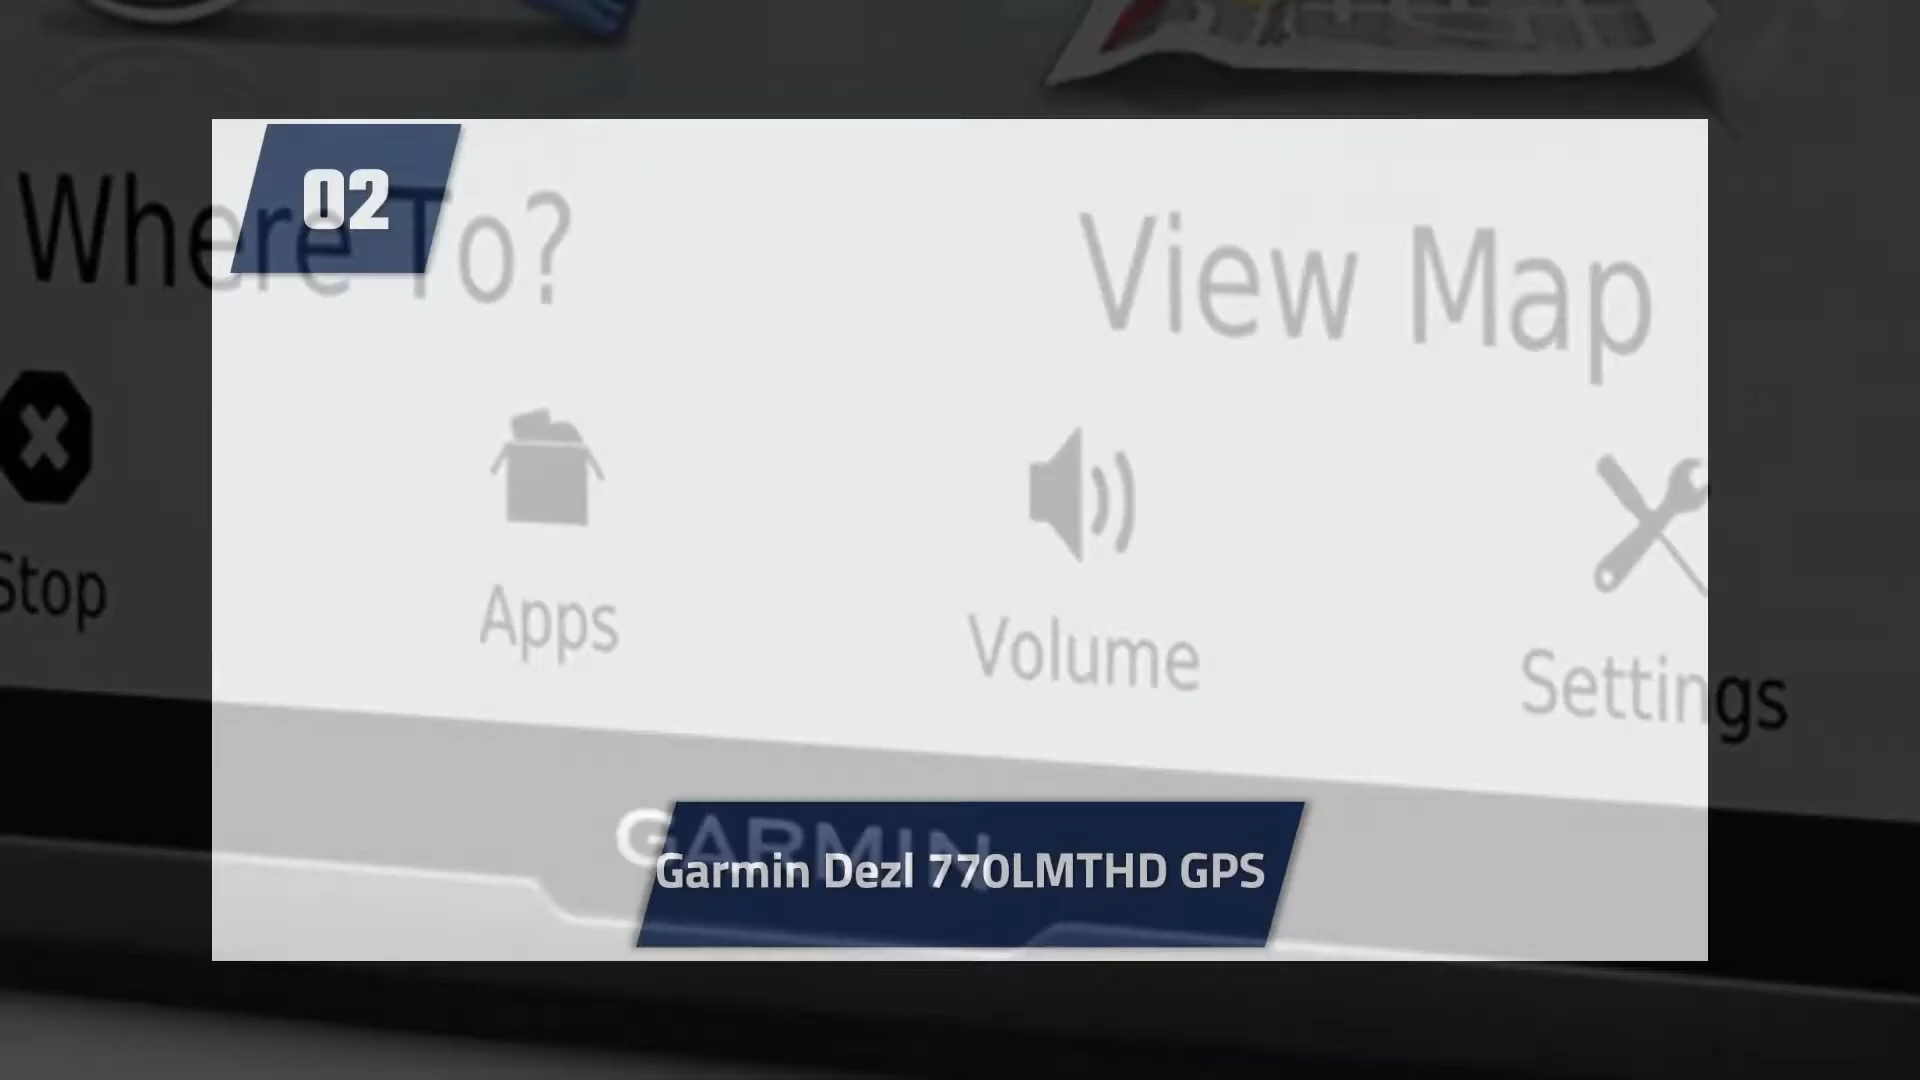 02
Where To?
View Map
Stop
Apps
Volume
Settings
GARMIN
Garmin Dezl 770LMTHD GPS